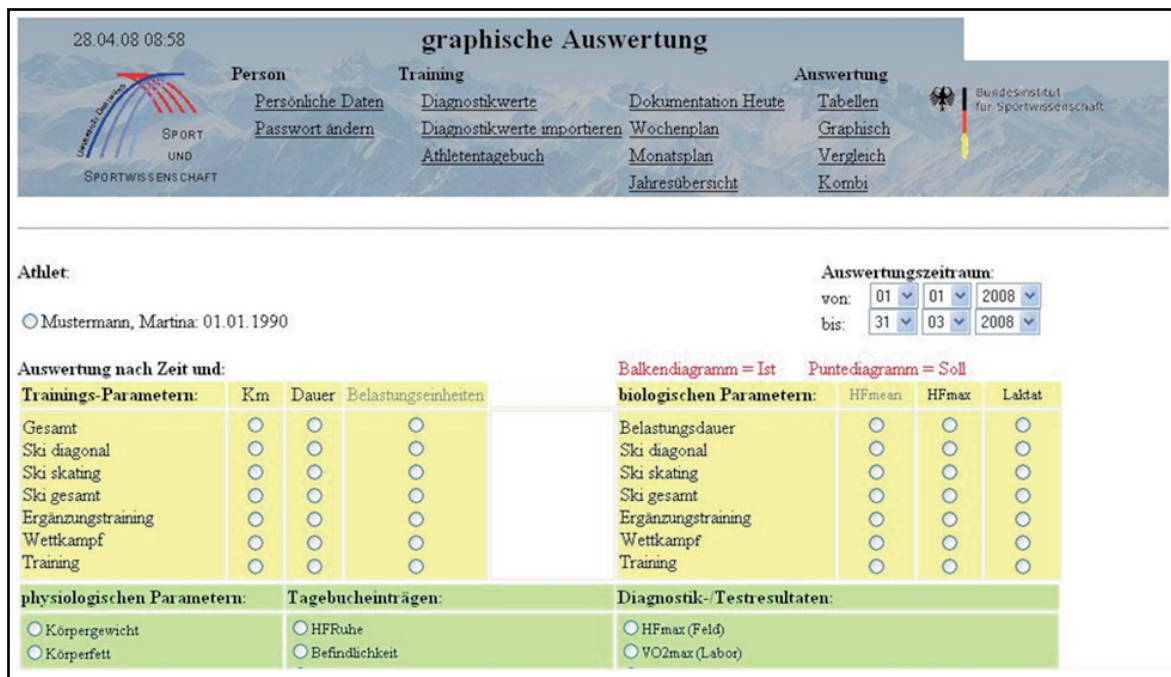 28.04.08 08:58
graphische Auswertung
Person Training Auswertung
Persönliche Daten Diagnostikwerte Dokumentation Heute Tabellen
Passwort ändern Diagnostikwerte importieren Wochenplan Graphisch
Athletentagebuch Monatsplan Vergleich
Jahresübersicht Kombi
SPORT
UND
SPORTWISSENSCHAFT
Bundesinstitut
für Sportwissenschaft
Athlet:
Mustermann, Martina: 01.01.1990
Auswertungszeitraum:
von: 01 01 2008
bis: 31 03 2008
Auswertung nach Zeit und: Balkendiagramm = Ist Puntediagramm = Soll
Trainings-Parametern: Km Dauer Belastungseinheiten
Gesamt
Ski diagonal
Ski skating
Ski gesamt
Ergänzungstraining
Wettkampf
Training
biologischen Parametern: HFmean HFmax Laktat
Belastungsdauer
Ski diagonal
Ski skating
Ski gesamt
Ergänzungstraining
Wettkampf
Training
physiologischen Parametern: Tagebucheinträgen: Diagnostik-/Testresultaten:
Körpergewicht HFRuhe HFmax (Feld)
Körperfett Befindlichkeit VO2max (Labor)